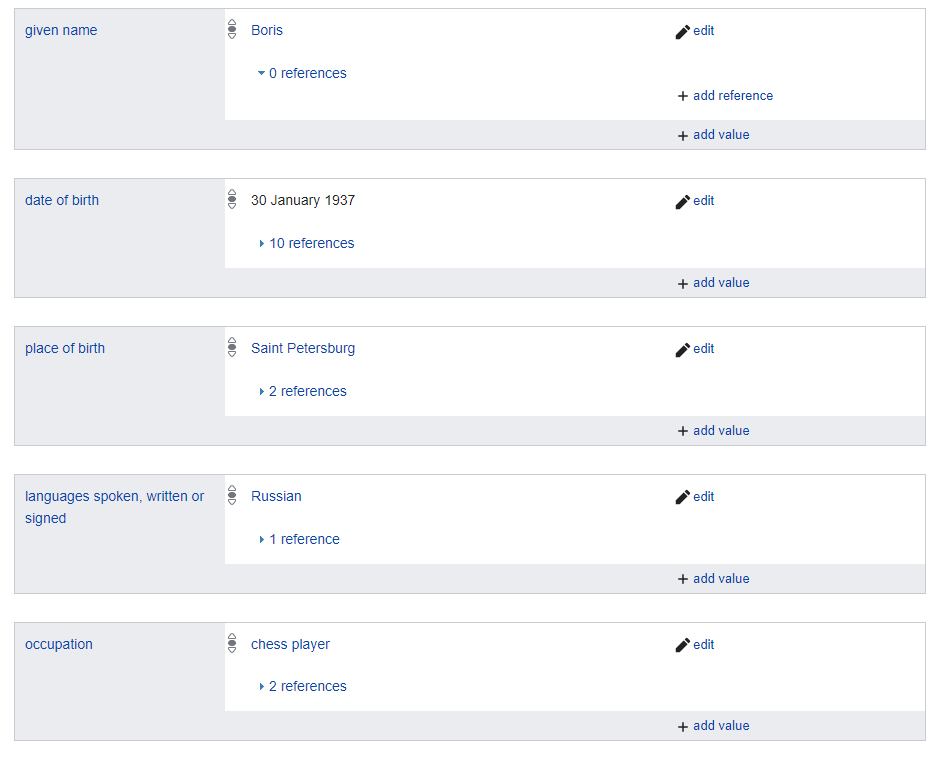 given name
Boris
edit
0 references
add reference
add value
date of birth
30 January 1937
edit
10 references
add value
place of birth
Saint Petersburg
edit
2 references
add value
languages spoken, written or
signed
Russian
edit
1 reference
add value
occupation
chess player
edit
2 references
add value